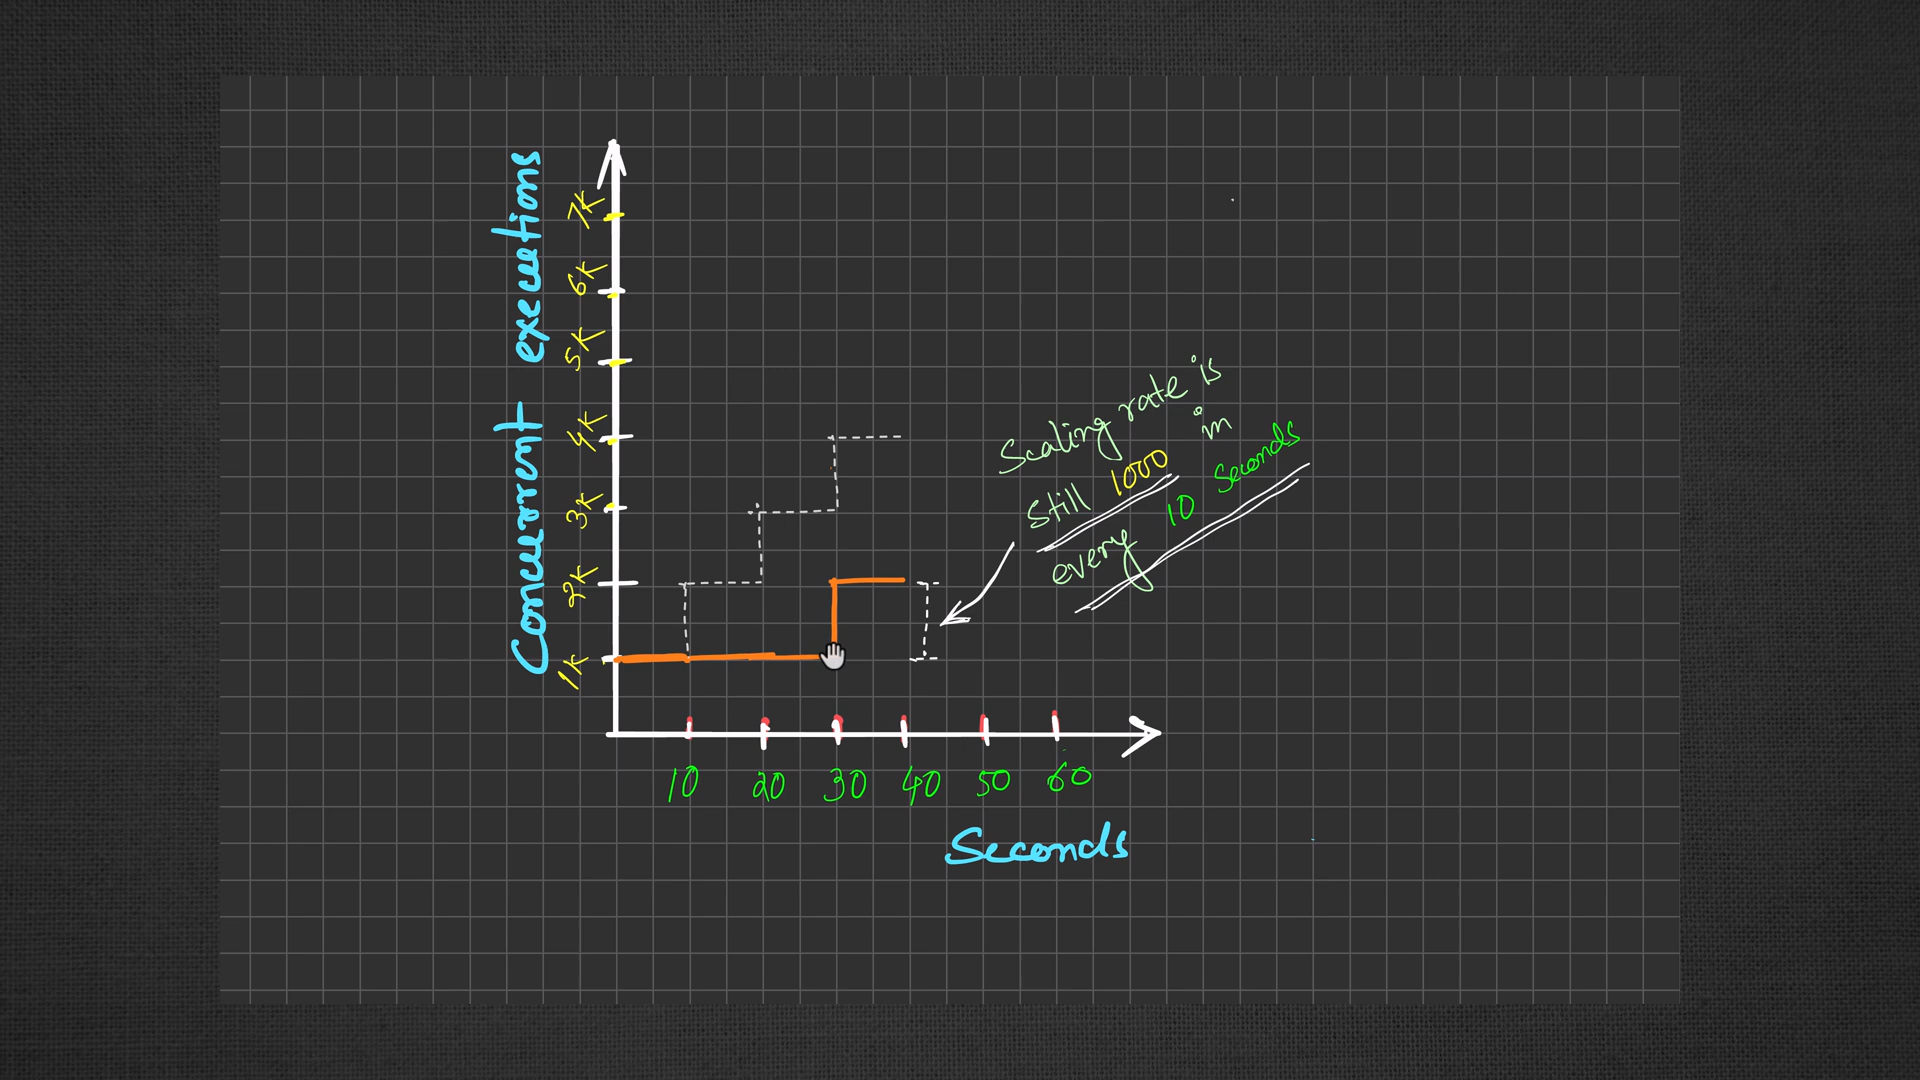 Concurrent executions
7K
6K
5K
4K
3K
2K
1K
Scaling rate is
still 1000 in
every 10 seconds
10 20 30 40 50 60
Seconds